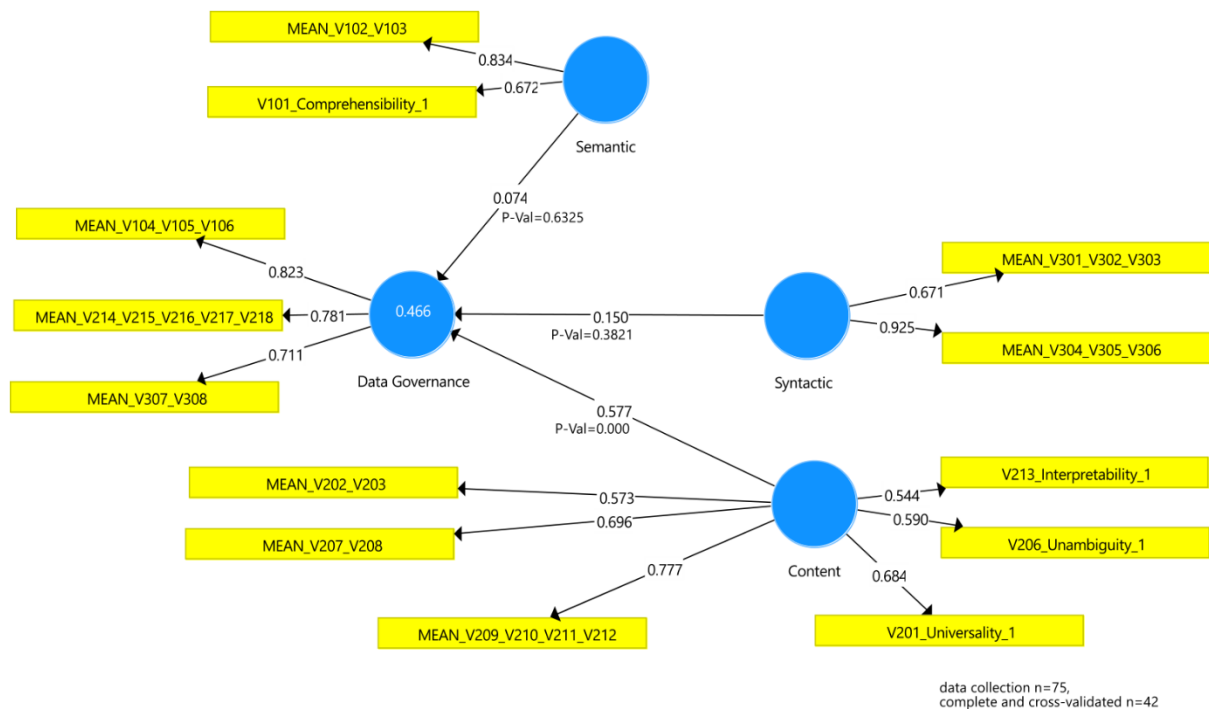 MEAN_V102_V103
0.834
0.672
V101_Comprehensibility_1
Semantic
0.074
P-Val=0.6325
MEAN_V104_V105_V106
0.823
MEAN_V214_V215_V216_V217_V218
0.781
0.466
0.711
Data Governance
MEAN_V307_V308
0.150
P-Val=0.3821
MEAN_V301_V302_V303
0.671
0.925
MEAN_V304_V305_V306
Syntactic
0.577
P-Val=0.000
MEAN_V202_V203
0.573
MEAN_V207_V208
0.696
0.777
MEAN_V209_V210_V211_V212
Content
V213_Interpretability_1
0.544
0.590
V206_Unambiguity_1
0.684
V201_Universality_1
data collection n=75,
complete and cross-validated n=42